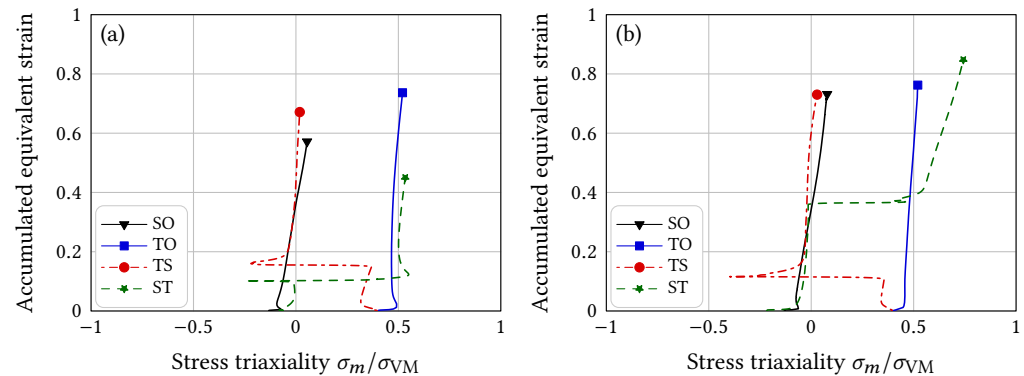 (a)
Accumulated equivalent strain
1
0.8
0.6
0.4
0.2
0
SO
TO
TS
ST
−1
−0.5
0
0.5
1
Stress triaxiality σm/σVM
(b)
Accumulated equivalent strain
1
0.8
0.6
0.4
0.2
0
SO
TO
TS
ST
−1
−0.5
0
0.5
1
Stress triaxiality σm/σVM